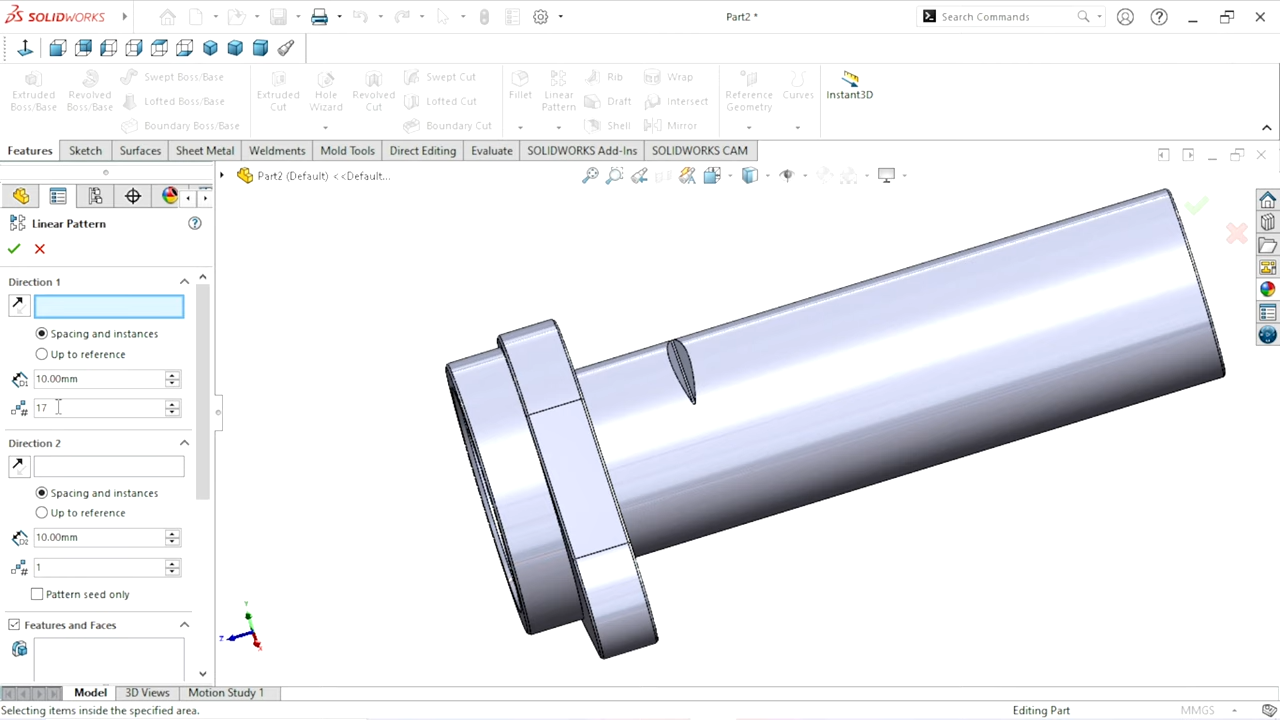 SOLIDWORKS
Part2 *
Search Commands
Extruded Boss/Base
Revolved Boss/Base
Swept Boss/Base
Lofted Boss/Base
Boundary Boss/Base
Extruded Cut
Hole Wizard
Revolved Cut
Swept Cut
Lofted Cut
Boundary Cut
Fillet
Linear Pattern
Rib
Draft
Shell
Wrap
Intersect
Mirror
Reference Geometry
Curves
Instant3D
Features
Sketch
Surfaces
Sheet Metal
Weldments
Mold Tools
Direct Editing
Evaluate
SOLIDWORKS Add-Ins
SOLIDWORKS CAM
Part2 (Default) <<Default...
Linear Pattern
Direction 1
Spacing and instances
Up to reference
D1
10.00mm
17
Direction 2
Spacing and instances
Up to reference
D2
10.00mm
1
Pattern seed only
Features and Faces
Y
Z
X
Model
3D Views
Motion Study 1
Selecting items inside the specified area.
Editing Part
MMGS